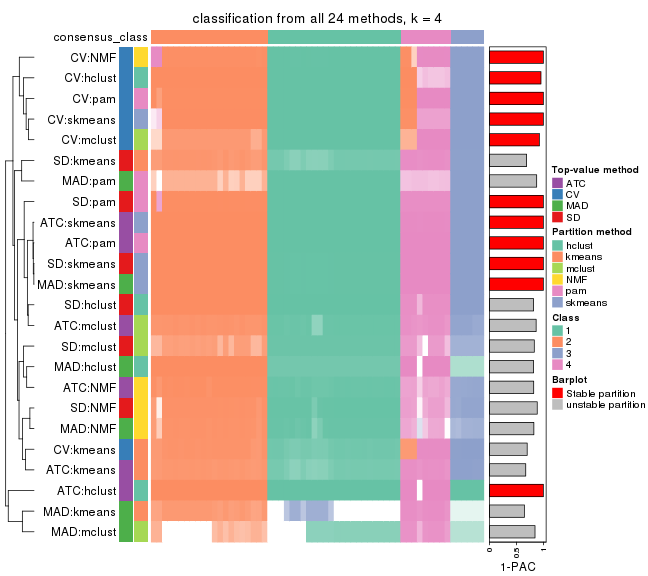 classification from all 24 methods, k = 4
consensus_class
CV:NMF
CV:hclust
CV:pam
CV:skmeans
CV:mclust
SD:kmeans
MAD:pam
SD:pam
ATC:skmeans
ATC:pam
SD:skmeans
MAD:skmeans
SD:hclust
ATC:mclust
SD:mclust
MAD:hclust
ATC:NMF
SD:NMF
MAD:NMF
CV:kmeans
ATC:kmeans
ATC:hclust
MAD:kmeans
MAD:mclust
0 0.5 1
1-PAC
Top-value method
ATC
CV
MAD
SD
Partition method
hclust
kmeans
mclust
NMF
pam
skmeans
Class
1
2
3
4
Barplot
Stable partition
unstable partition